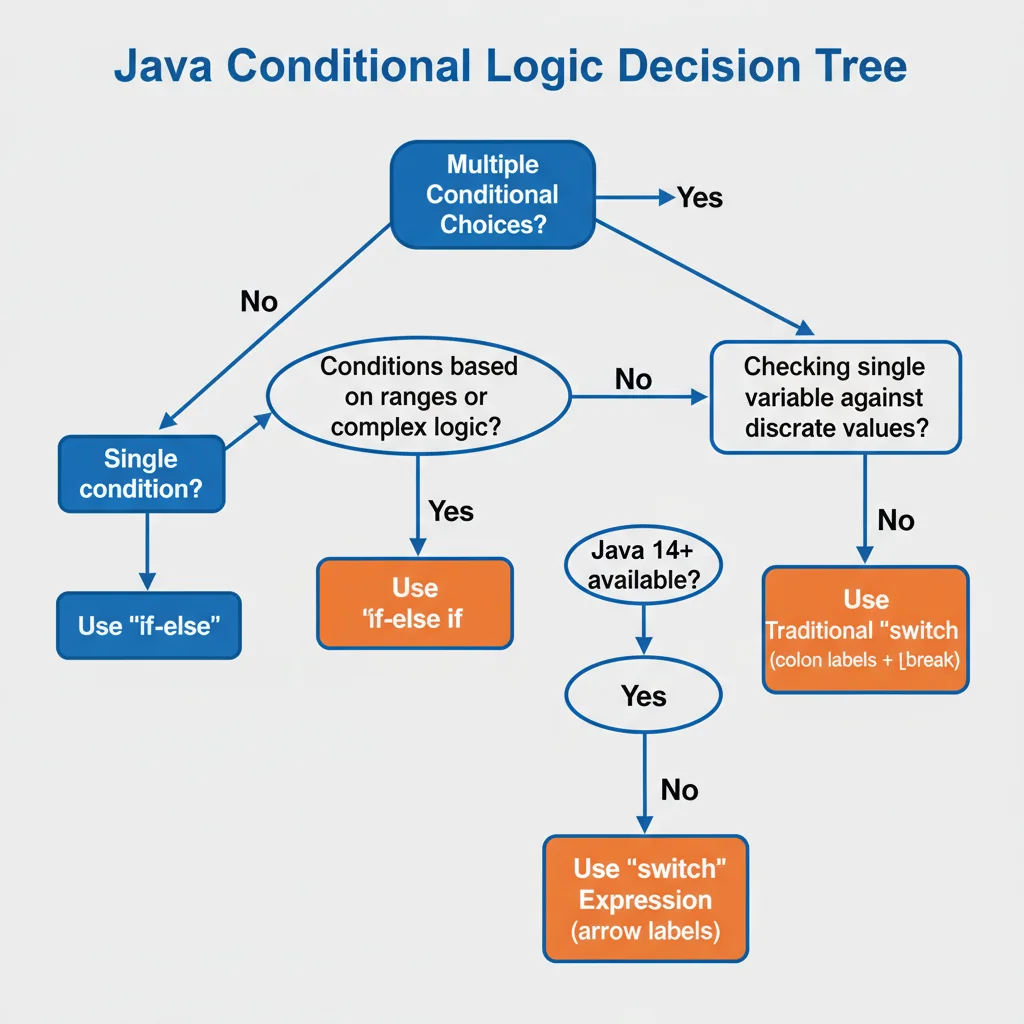 Java Conditional Logic Decision Tree
Multiple
Conditional
Choices?
Yes
No
Conditions based
on ranges or
complex logic?
No
Checking single
variable against
discrete values?
Single
condition?
Yes
No
Java 14+
available?
Use "if-else"
Use
"if-else if
Use
Traditional "switch
(colon labels + ⌊break)
Yes
No
Use "switch"
Expression
(arrow labels)